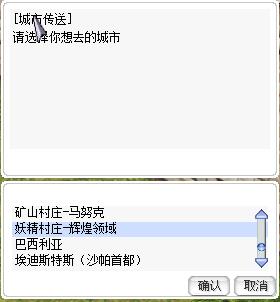 [城市传送]
请选择你想去的城市
矿山村庄-马努克
妖精村庄-辉煌领域
巴西利亚
埃迪斯特斯（沙帕首都）
确认
取消